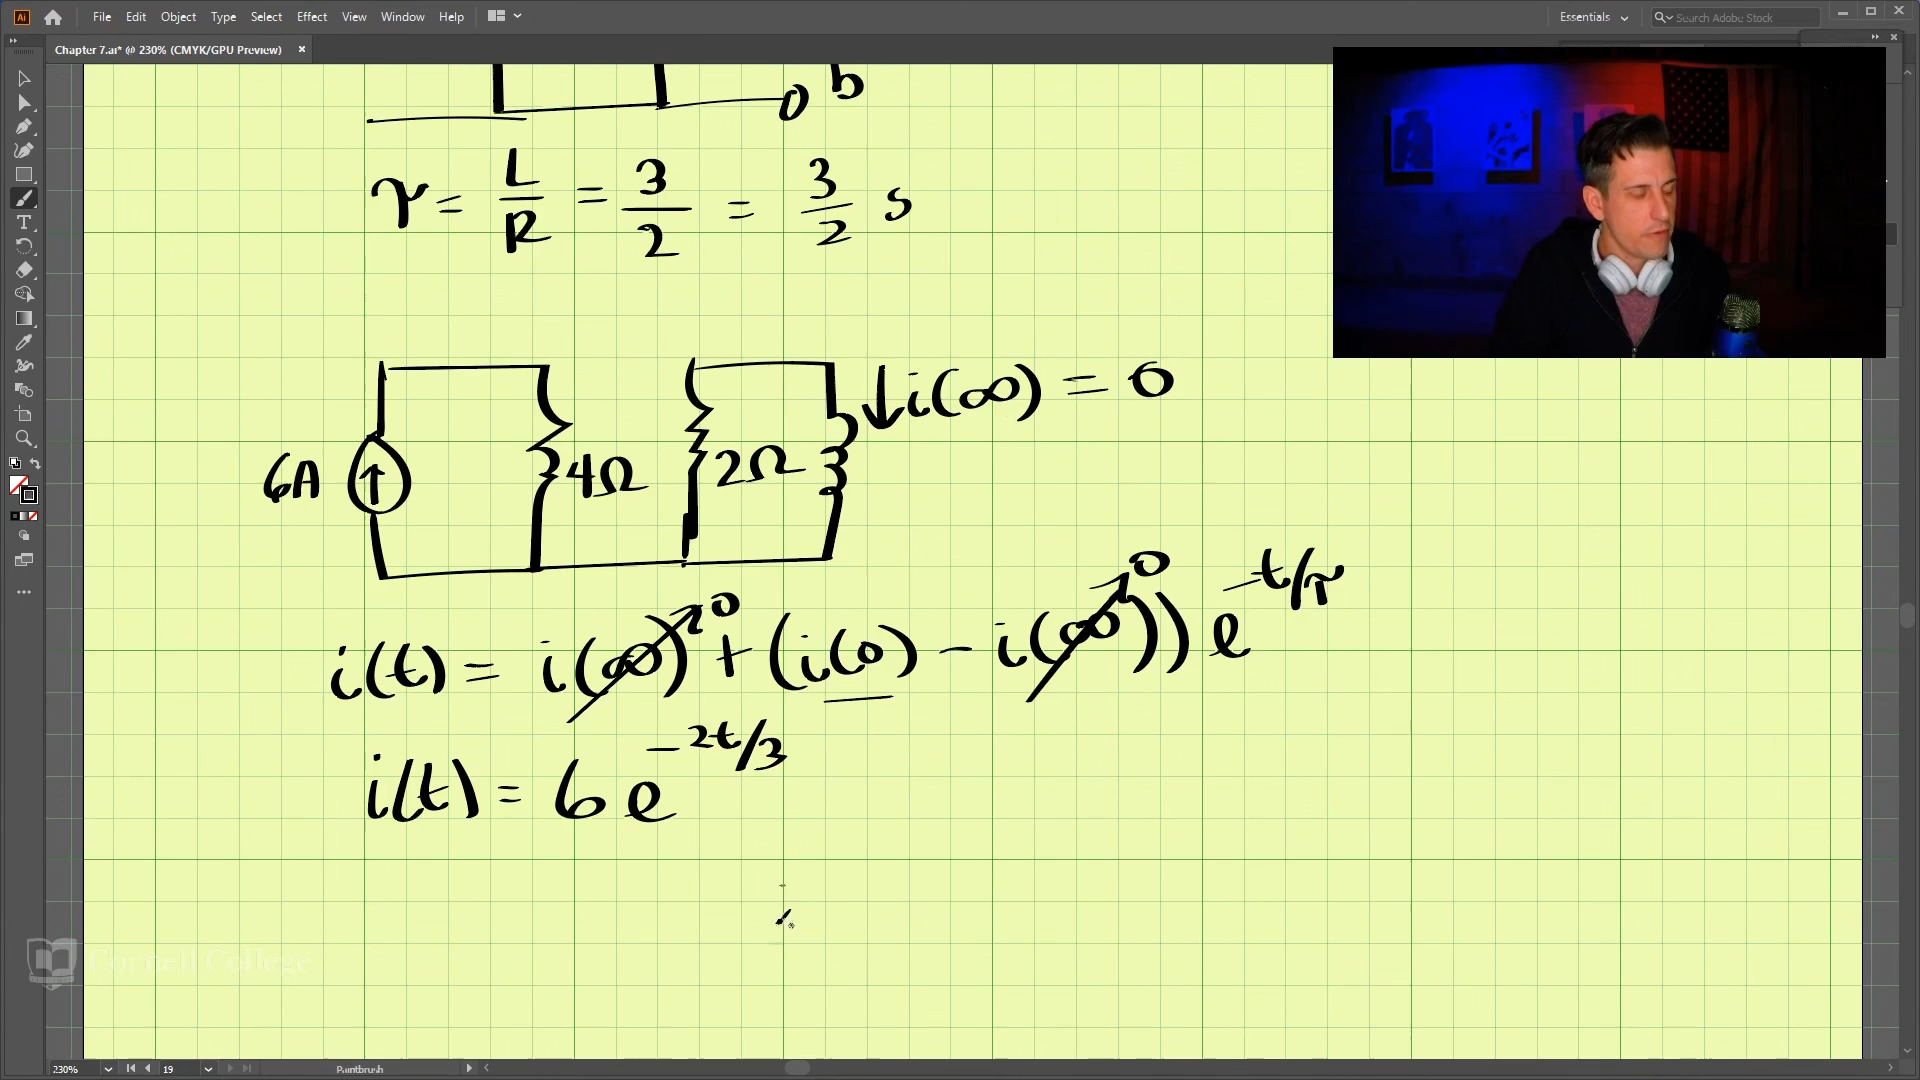 File Edit Object Type Select Effect View Window Help
Essentials
Search Adobe Stock
Chapter 7.ai* @ 230% (CMYK/GPU Preview) ×
o b
τ = L/R = 3/2 = 3/2 s
6A 4Ω 2Ω ↓i(∞) = 0
i(t) = i(∞)→0 + (i(0) - i(∞)→0) e^-t/τ
i(t) = 6 e^-2t/3
Cornell College
230% 19 Paintbrush